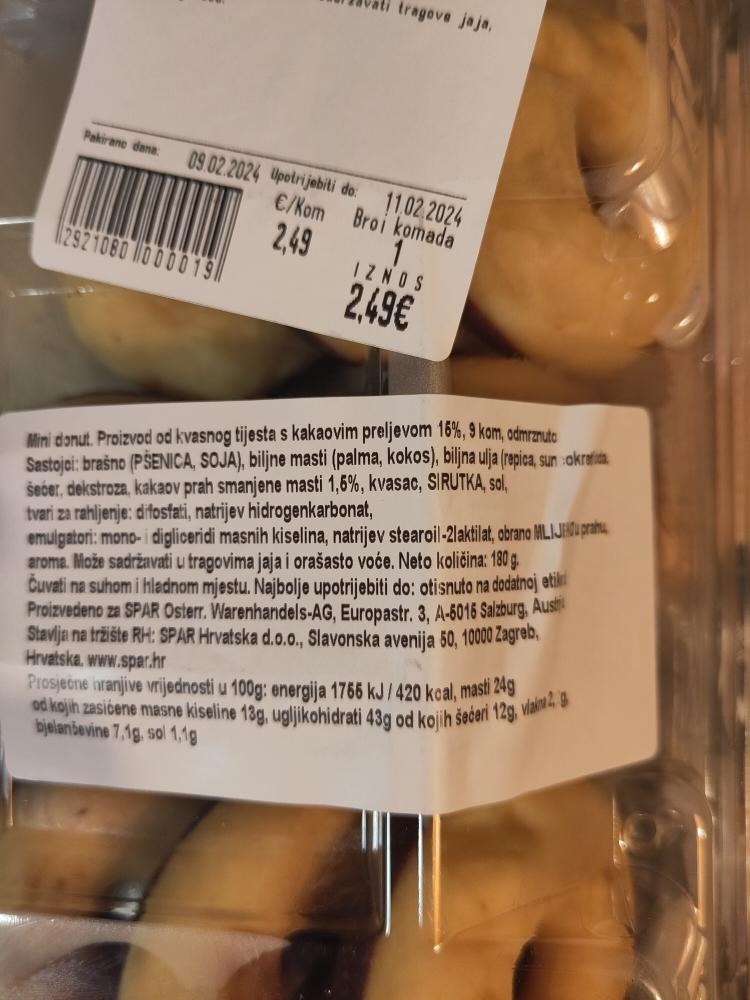 tragove jaja,
Pakirano dana: 09.02.2024 Upotrijebiti do: 11.02.2024
€/Kom Broj komada
2,49 1
IZNOS
2,49€
2921080 000019
Mini donut. Proizvod od kvasnog tijesta s kakaovim preljevom 15%, 9 kom, odmrznuto
Sastojci: brašno (PŠENICA, SOJA), biljne masti (palma, kokos), biljna ulja (repica,
šećer, dekstroza, kakaov prah smanjene masti 1,5%, kvasac, SIRUTKA, sol,
tvari za rahljenje: difosfati, natrijev hidrogenkarbonat,
emulgatori: mono- i digliceridi masnih kiselina, natrijev stearoil-2laktilat, obrano prahu,
aroma. Može sadržavati u tragovima jaja i orašasto voće. Neto količina: 180 g.
Čuvati na suhom i hladnom mjestu. Najbolje upotrijebiti do: otisnuto na dodatnoj
Proizvedeno za SPAR Osterr. Warenhandels-AG, Europastr. 3, A-5015 Salzburg,
Stavlja na tržište RH: SPAR Hrvatska d.o.o., Slavonska avenija 50, 10000 Zagreb,
Hrvatska, www.spar.hr
Prosječne hranjive vrijednosti u 100g: energija 1755 kJ / 420 kcal, masti 24g
od kojih zasićene masne kiseline 13g, ugljikohidrati 43g od kojih šećeri 12g, vlakna
bjelančevine 7,1g, sol 1,1g